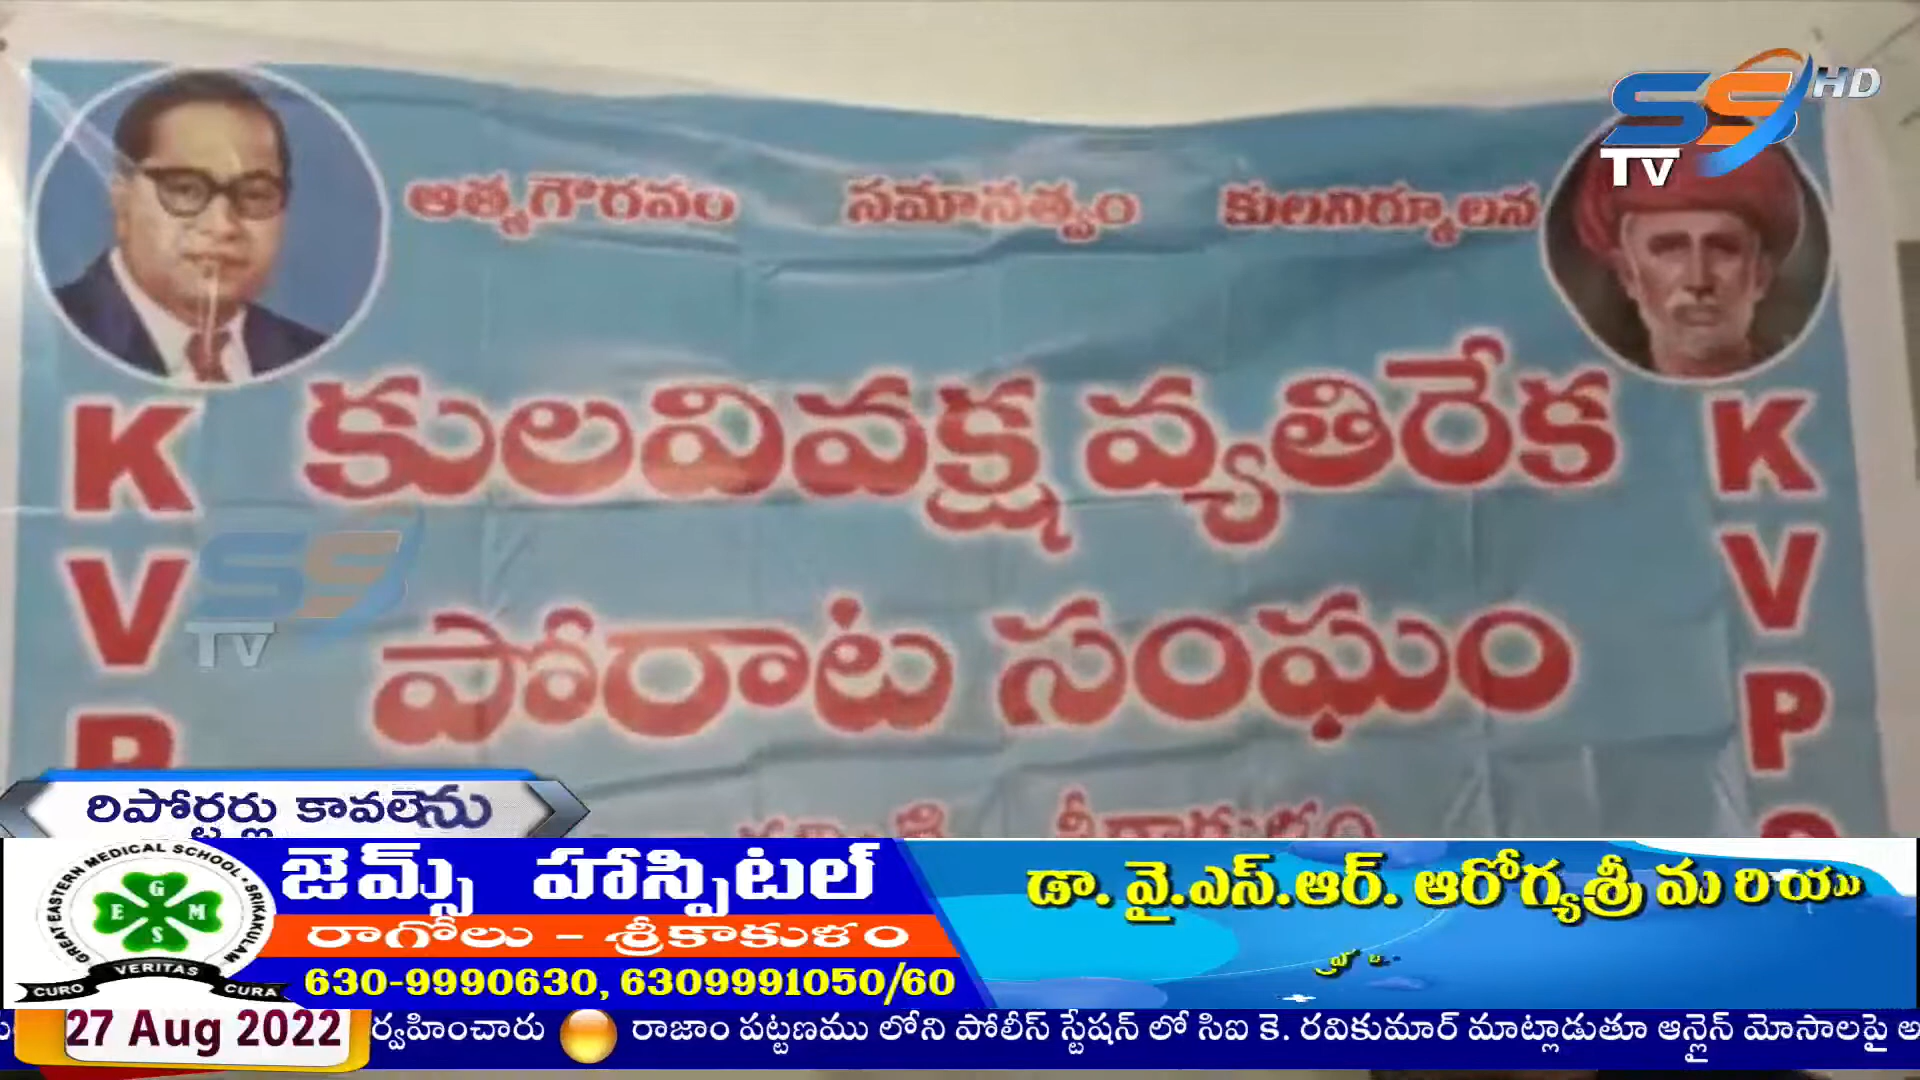 SS TV HD
ఆత్మగౌరవం సమానత్వం కులనిర్మూలన
కులవివక్ష వ్యతిరేక
పోరాట సంఘం
శ్రీకాకుళం
K V P
K V P
SS TV
రిపోర్టర్లు కావలెను
GREAT EASTERN MEDICAL SCHOOL • SRIKAKULAM
G E M S
VERITAS
CURO CURA
జెమ్స్ హాస్పిటల్
రాగోలు - శ్రీకాకుళం
630-9990630, 6309991050/60
డా. వై.ఎస్.ఆర్. ఆరోగ్యశ్రీ మరియు
27 Aug 2022
ర్వహించారు రాజాం పట్టణము లోని పోలీస్ స్టేషన్ లో సిఐ కె. రవికుమార్ మాట్లాడుతూ ఆన్లైన్ మోసాలపై అ